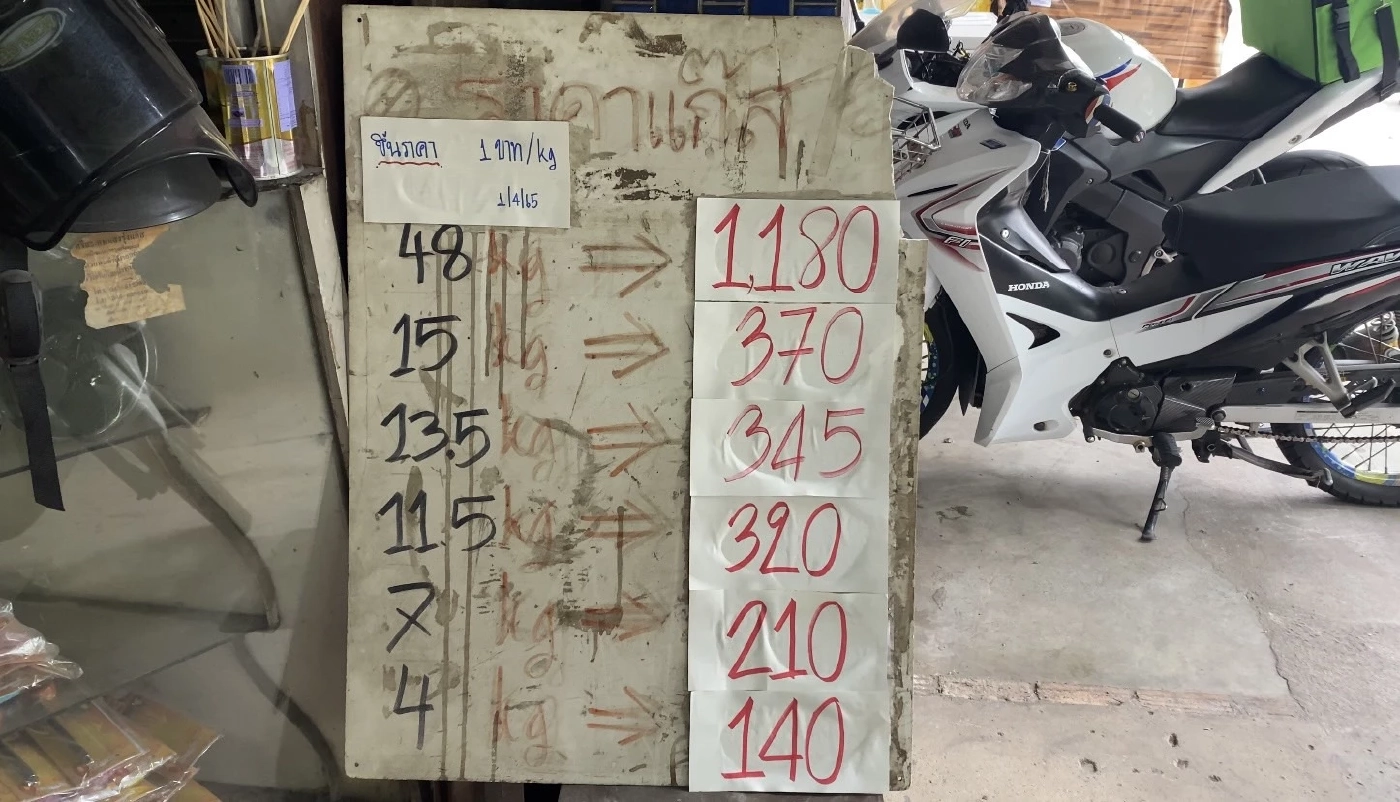 ราคาแก๊ส
ขึ้นราคา 1 บาท/kg
1/4/65
48 kg ⇒ 1,180
15 kg ⇒ 370
13.5 kg ⇒ 345
11.5 kg ⇒ 320
7 kg ⇒ 210
4 kg ⇒ 140
HONDA
WAV